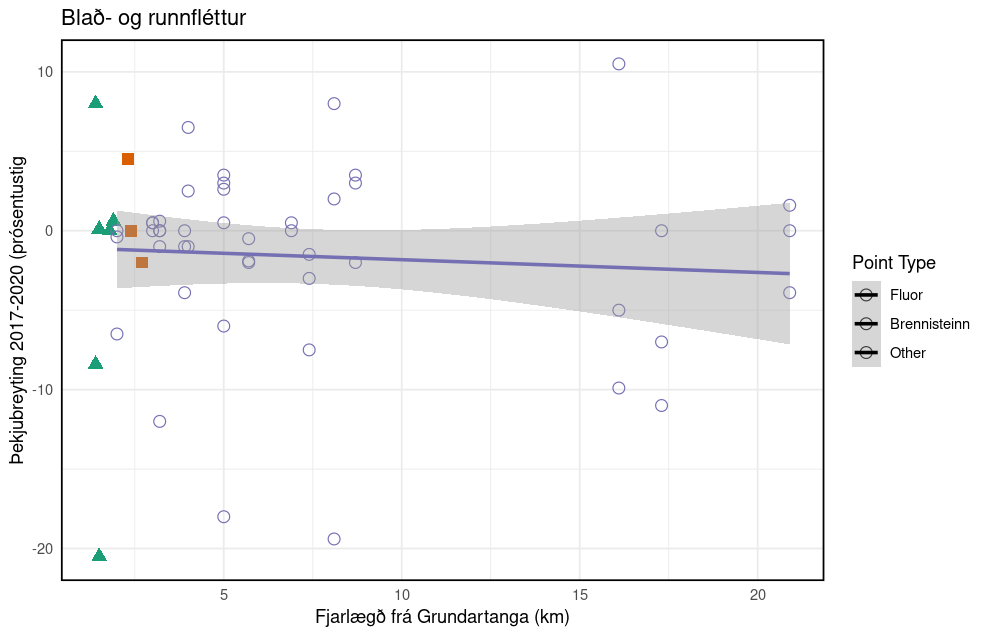 Blað- og runnfléttur
Þekjubreyting 2017-2020 (prósentustig
10
0
-10
-20
5
10
15
20
Fjarlægð frá Grundartanga (km)
Point Type
Fluor
Brennisteinn
Other